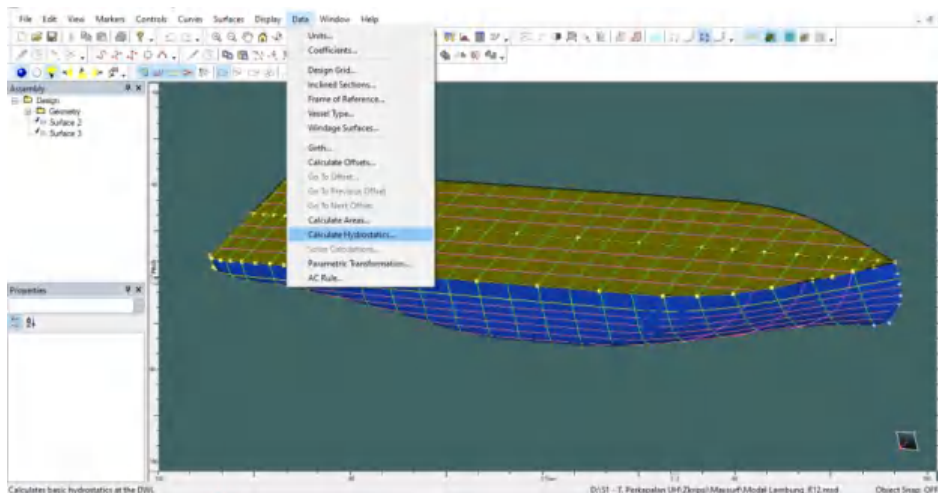 File Edit View Markers Controls Curves Surfaces Display Data Window Help
Units...
Coefficients...
Design Grid...
Inclined Sections...
Frame of Reference...
Vessel Type...
Windage Surfaces...
Girth...
Calculate Offsets...
Go To Offset...
Go To Previous Offset
Go To Next Offset
Calculate Areas...
Calculate Hydrostatics...
Solve Constraints...
Parametric Transformation...
AC Rule...
Assembly
Design
Geometry
Surface 2
Surface 3
Properties
Calculates basic hydrostatics at the DWL
Object Snap: OFF